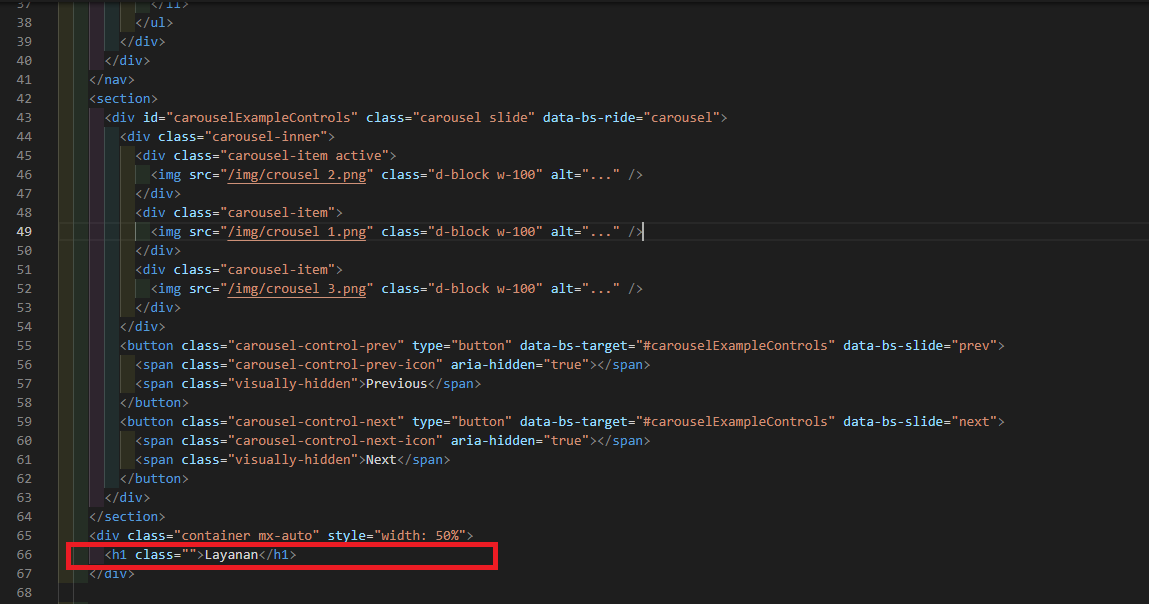 37 </li>
38 </ul>
39 </div>
40 </div>
41 </nav>
42 <section>
43 <div id="carouselExampleControls" class="carousel slide" data-bs-ride="carousel">
44 <div class="carousel-inner">
45 <div class="carousel-item active">
46 <img src="/img/crousel 2.png" class="d-block w-100" alt="..." />
47 </div>
48 <div class="carousel-item">
49 <img src="/img/crousel 1.png" class="d-block w-100" alt="..." />
50 </div>
51 <div class="carousel-item">
52 <img src="/img/crousel 3.png" class="d-block w-100" alt="..." />
53 </div>
54 </div>
55 <button class="carousel-control-prev" type="button" data-bs-target="#carouselExampleControls" data-bs-slide="prev">
56 <span class="carousel-control-prev-icon" aria-hidden="true"></span>
57 <span class="visually-hidden">Previous</span>
58 </button>
59 <button class="carousel-control-next" type="button" data-bs-target="#carouselExampleControls" data-bs-slide="next">
60 <span class="carousel-control-next-icon" aria-hidden="true"></span>
61 <span class="visually-hidden">Next</span>
62 </button>
63 </div>
64 </section>
65 <div class="container mx-auto" style="width: 50%">
66 <h1 class="">Layanan</h1>
67 </div>
68